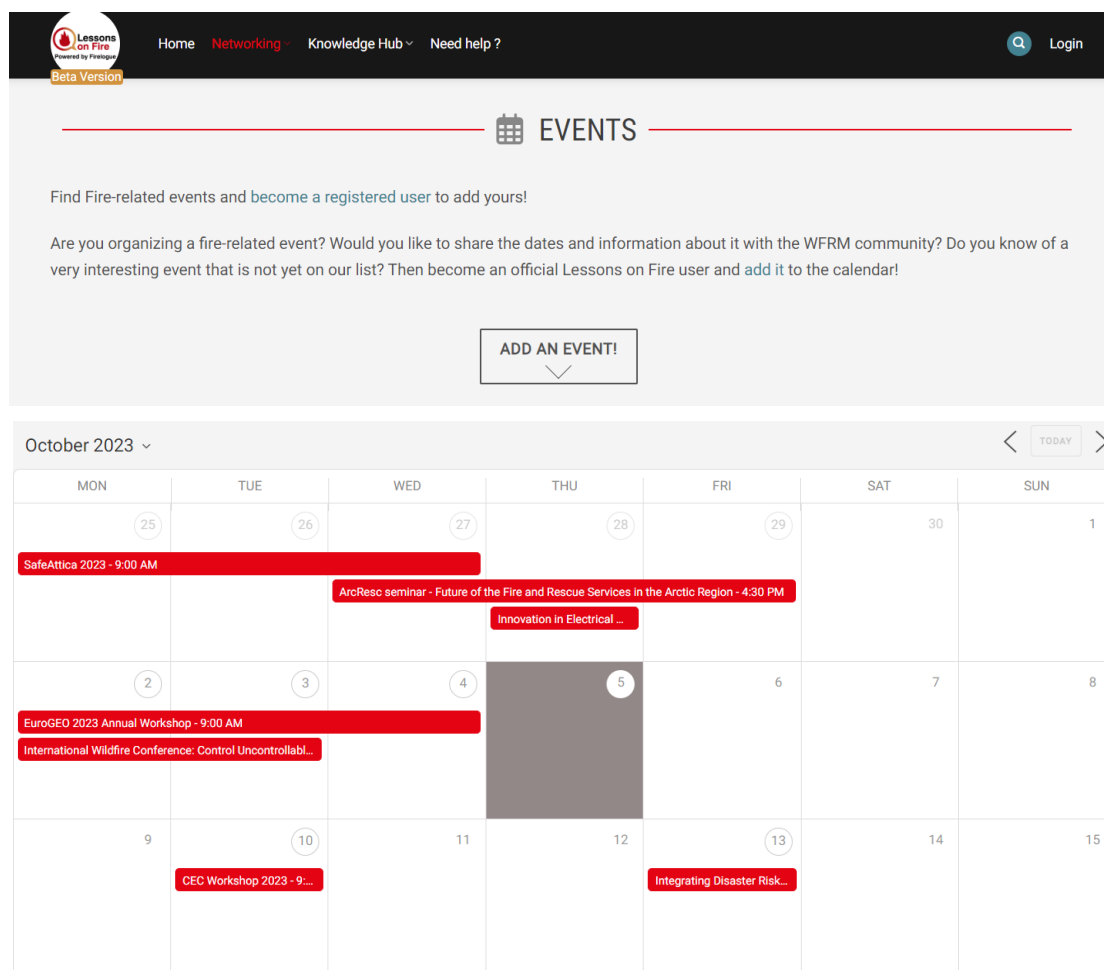 Lessons
on Fire
Powered by Firelogue
Beta Version
Home Networking Knowledge Hub Need help ?
Login
EVENTS
Find Fire-related events and become a registered user to add yours!
Are you organizing a fire-related event? Would you like to share the dates and information about it with the WFRM community? Do you know of a
very interesting event that is not yet on our list? Then become an official Lessons on Fire user and add it to the calendar!
ADD AN EVENT!
October 2023
TODAY
MON TUE WED THU FRI SAT SUN
25 26 27 28 29 30 1
SafeAttica 2023 - 9:00 AM
ArcResc seminar - Future of the Fire and Rescue Services in the Arctic Region - 4:30 PM
Innovation in Electrical ...
2 3 4 5 6 7 8
EuroGEO 2023 Annual Workshop - 9:00 AM
International Wildfire Conference: Control Uncontrollabl...
9 10 11 12 13 14 15
CEC Workshop 2023 - 9:... Integrating Disaster Risk...